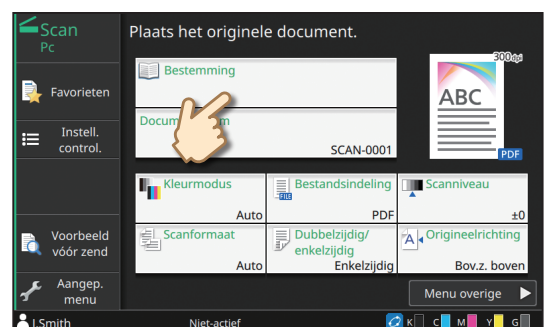 Scan
Pc
Plaats het originele document.
Favorieten
Instell.
control.
Voorbeeld
vóór zend
Aangep.
menu
Bestemming
SCAN-0001
300dpi
ABC
PDF
Kleurmodus
Auto
Bestandsindeling
FILE
PDF
Scanniveau
±0
Scanformaat
Auto
Dubbelzijdig/
enkelzijdig
Enkelzijdig
A
Origineelrichting
Bov.z. boven
Menu overige
J.Smith
Niet-actief
K C M Y G